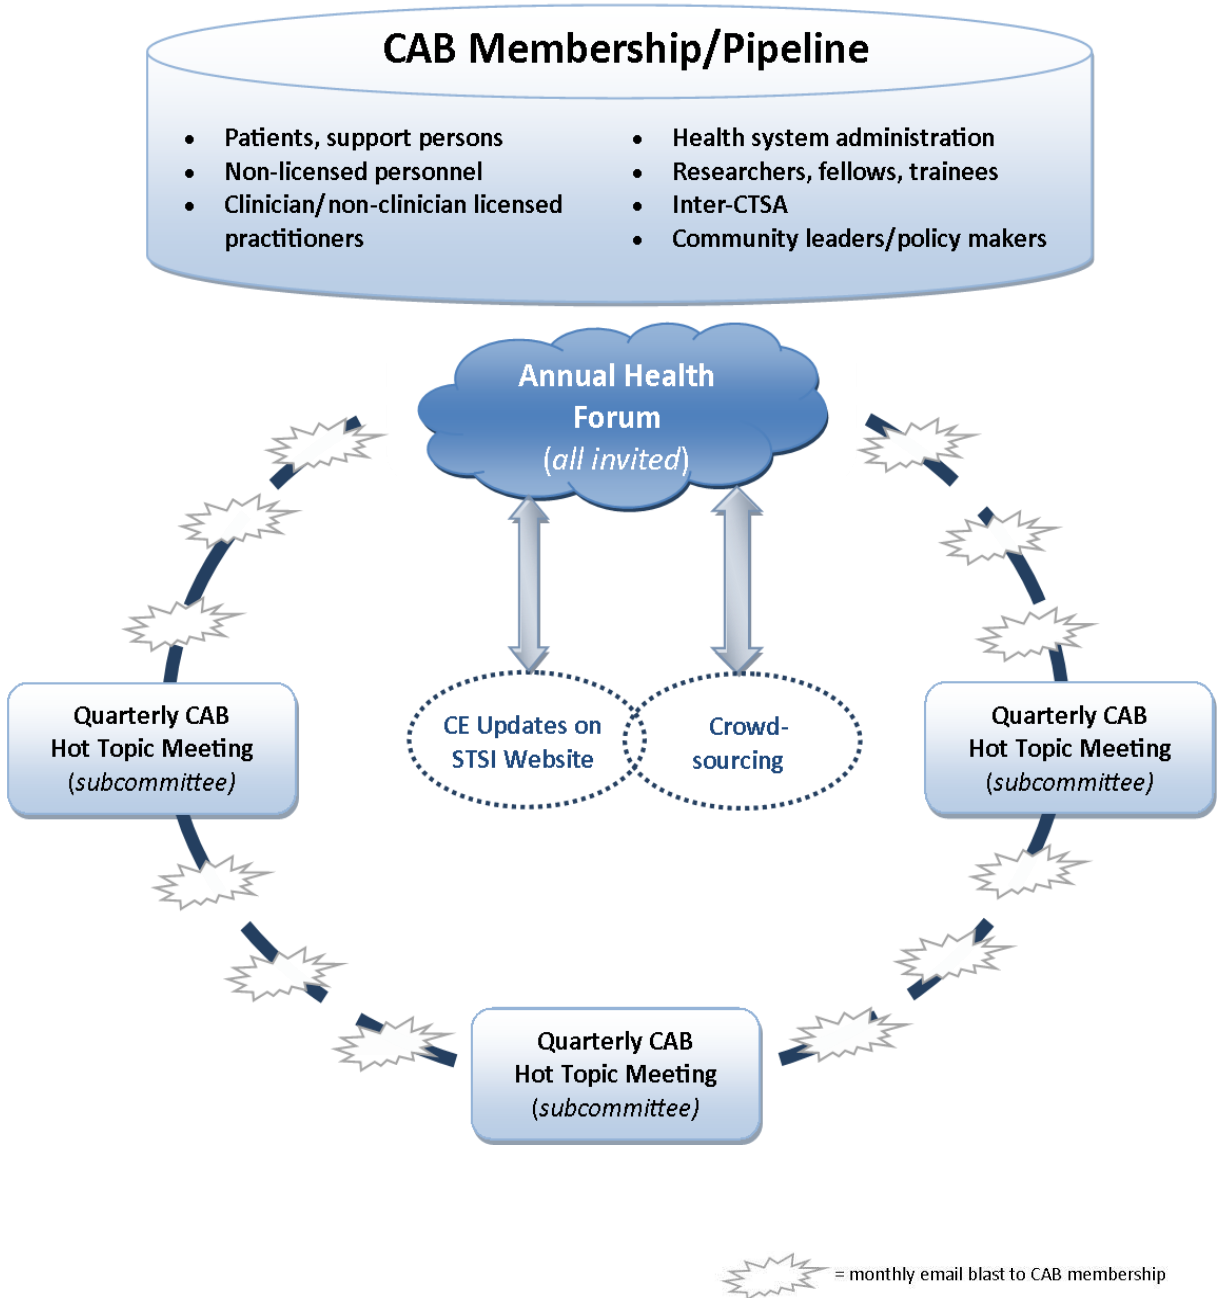 CAB Membership/Pipeline
• Patients, support persons
• Non-licensed personnel
• Clinician/non-clinician licensed
practitioners
• Health system administration
• Researchers, fellows, trainees
• Inter-CTSA
• Community leaders/policy makers
Annual Health
Forum
(all invited)
CE Updates on
STSI Website
Crowd-
sourcing
Quarterly CAB
Hot Topic Meeting
(subcommittee)
Quarterly CAB
Hot Topic Meeting
(subcommittee)
Quarterly CAB
Hot Topic Meeting
(subcommittee)
= monthly email blast to CAB membership